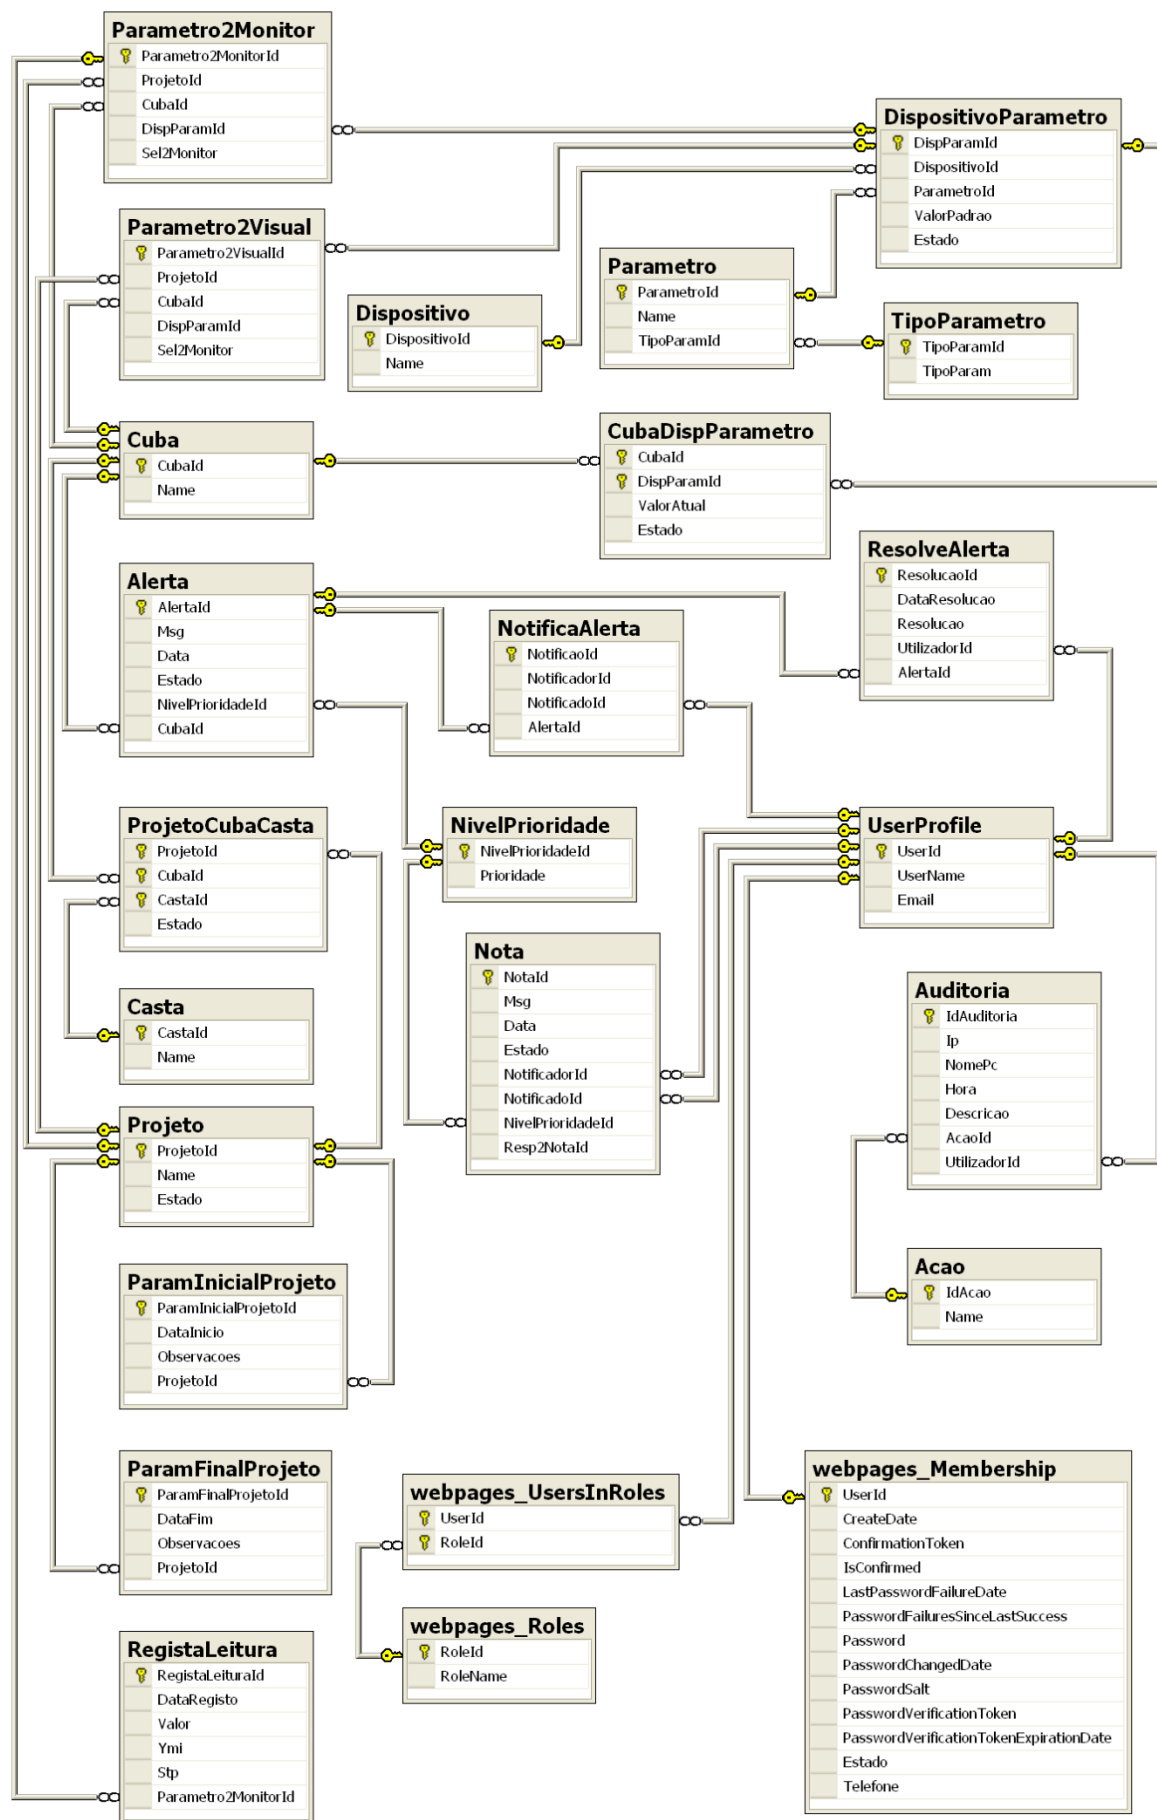 Parametro2Monitor
Parametro2MonitorId
ProjetoId
CubaId
DispParamId
Sel2Monitor
DispositivoParametro
DispParamId
DispositivoId
ParametroId
ValorPadrao
Estado
Parametro2Visual
Parametro2VisualId
ProjetoId
CubaId
DispParamId
Sel2Monitor
Parametro
ParametroId
Name
TipoParamId
Dispositivo
DispositivoId
Name
TipoParametro
TipoParamId
TipoParam
Cuba
CubaId
Name
CubaDispParametro
CubaId
DispParamId
ValorAtual
Estado
ResolveAlerta
ResolucaoId
DataResolucao
Resolucao
UtilizadorId
AlertaId
Alerta
AlertaId
Msg
Data
Estado
NivelPrioridadeId
CubaId
NotificaAlerta
NotificaoId
NotificadorId
NotificadoId
AlertaId
ProjetoCubaCasta
ProjetoId
CubaId
CastaId
Estado
NivelPrioridade
NivelPrioridadeId
Prioridade
UserProfile
UserId
UserName
Email
Nota
NotaId
Msg
Data
Estado
NotificadorId
NotificadoId
NivelPrioridadeId
Resp2NotaId
Auditoria
IdAuditoria
Ip
NomePc
Hora
Descricao
AcaoId
UtilizadorId
Casta
CastaId
Name
Projeto
ProjetoId
Name
Estado
Acao
IdAcao
Name
ParamInicialProjeto
ParamInicialProjetoId
DataInicio
Observacoes
ProjetoId
ParamFinalProjeto
ParamFinalProjetoId
DataFim
Observacoes
ProjetoId
webpages_UsersInRoles
UserId
RoleId
webpages_Membership
UserId
CreateDate
ConfirmationToken
IsConfirmed
LastPasswordFailureDate
PasswordFailuresSinceLastSuccess
Password
PasswordChangedDate
PasswordSalt
PasswordVerificationToken
PasswordVerificationTokenExpirationDate
Estado
Telefone
webpages_Roles
RoleId
RoleName
RegistaLeitura
RegistaLeituraId
DataRegisto
Valor
Ymi
Stp
Parametro2MonitorId